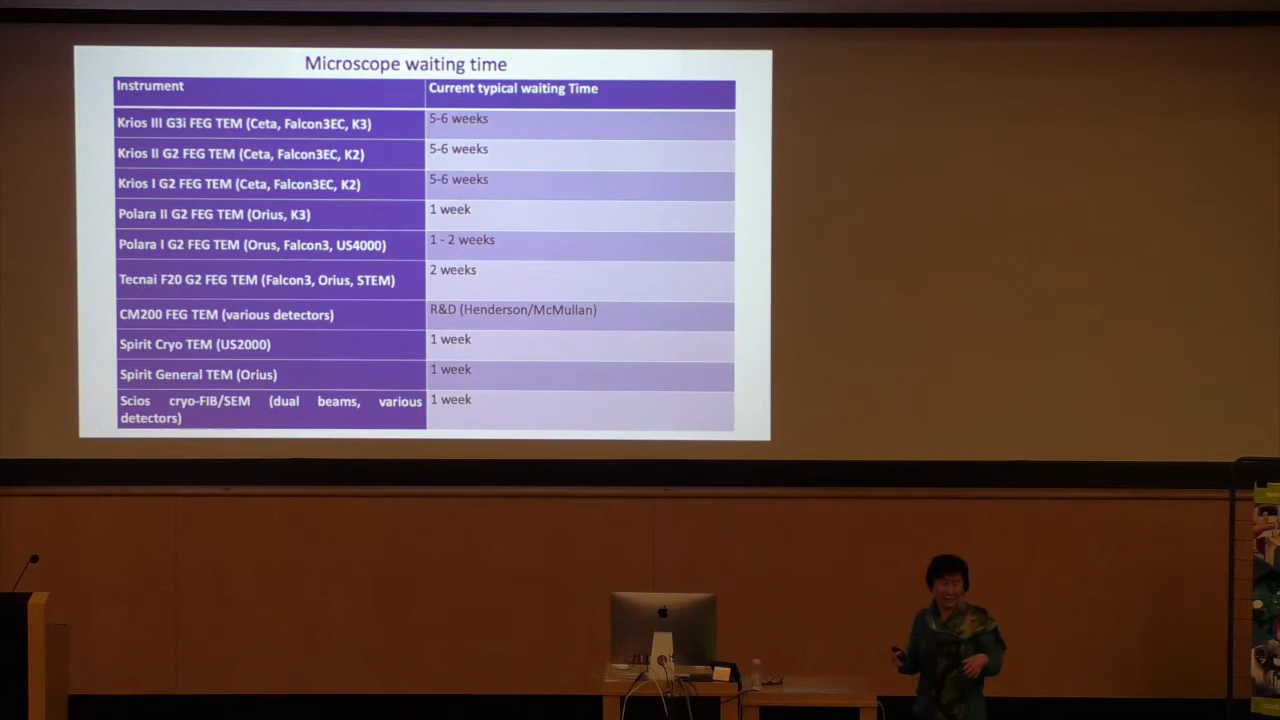 Microscope waiting time
Instrument
Current typical waiting Time
Krios III G3i FEG TEM (Ceta, Falcon3EC, K3)
5-6 weeks
Krios II G2 FEG TEM (Ceta, Falcon3EC, K2)
5-6 weeks
Krios I G2 FEG TEM (Ceta, Falcon3EC, K2)
5-6 weeks
Polara II G2 FEG TEM (Orius, K3)
1 week
Polara I G2 FEG TEM (Orus, Falcon3, US4000)
1 - 2 weeks
Tecnai F20 G2 FEG TEM (Falcon3, Orius, STEM)
2 weeks
CM200 FEG TEM (various detectors)
R&D (Henderson/McMullan)
Spirit Cryo TEM (US2000)
1 week
Spirit General TEM (Orius)
1 week
Scios cryo-FIB/SEM (dual beams, various
detectors)
1 week